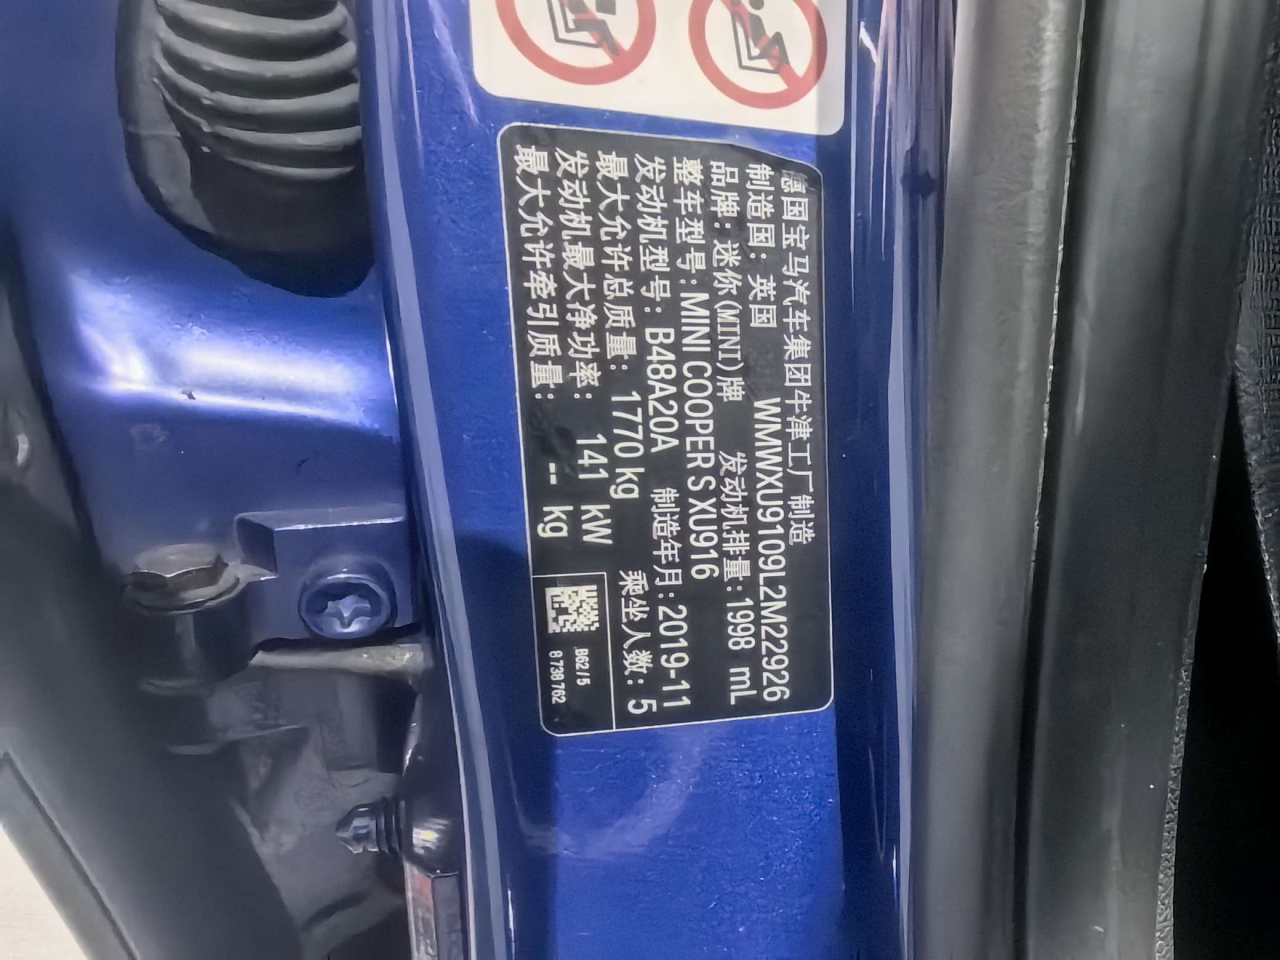 德国宝马汽车集团牛津工厂制造
制造国：英国 WMWXU9109L2M22926
品牌：迷你(MINI)牌 发动机排量：1998 mL
整车型号：MINI COOPER S XU916
发动机型号：B48A20A 制造年月：2019-11
最大允许总质量：1770 kg 乘坐人数：5
发动机最大净功率：141 kW
最大允许牵引质量：-- kg
B62/5
8 738 762